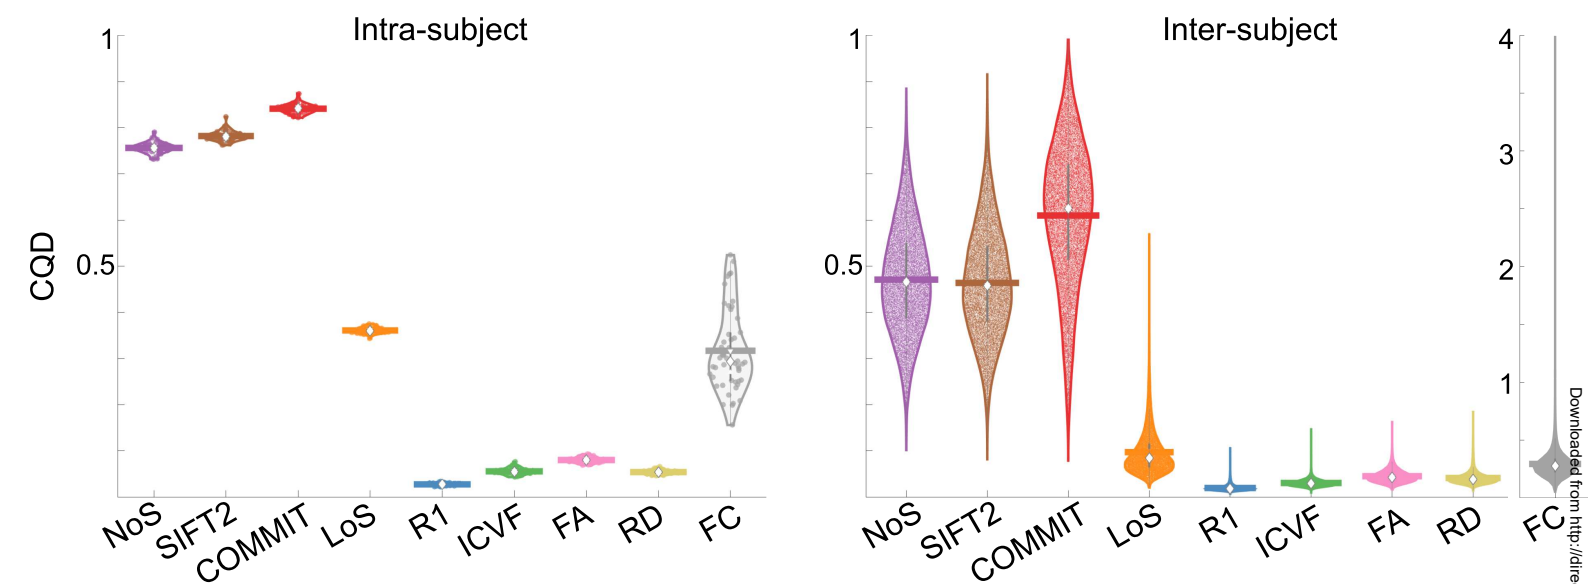 Intra-subject
Inter-subject
1
0.5
CQD
NoS
SIFT2
COMMIT
LoS
R1
ICVF
FA
RD
FC
1
0.5
NoS
SIFT2
COMMIT
LoS
R1
ICVF
FA
RD
4
3
2
1
FC
Downloaded from http://dire